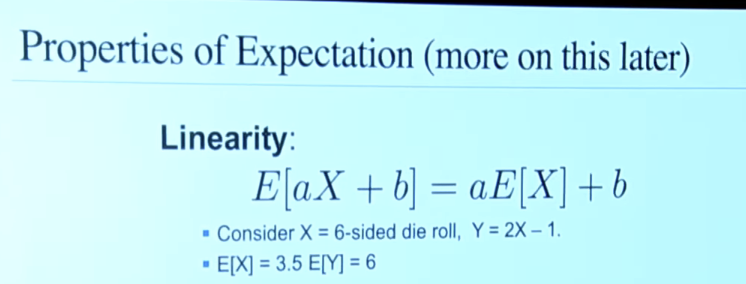 Properties of Expectation (more on this later)
Linearity:
E[aX + b] = aE[X] + b
▪ Consider X = 6-sided die roll, Y = 2X – 1.
▪ E[X] = 3.5 E[Y] = 6